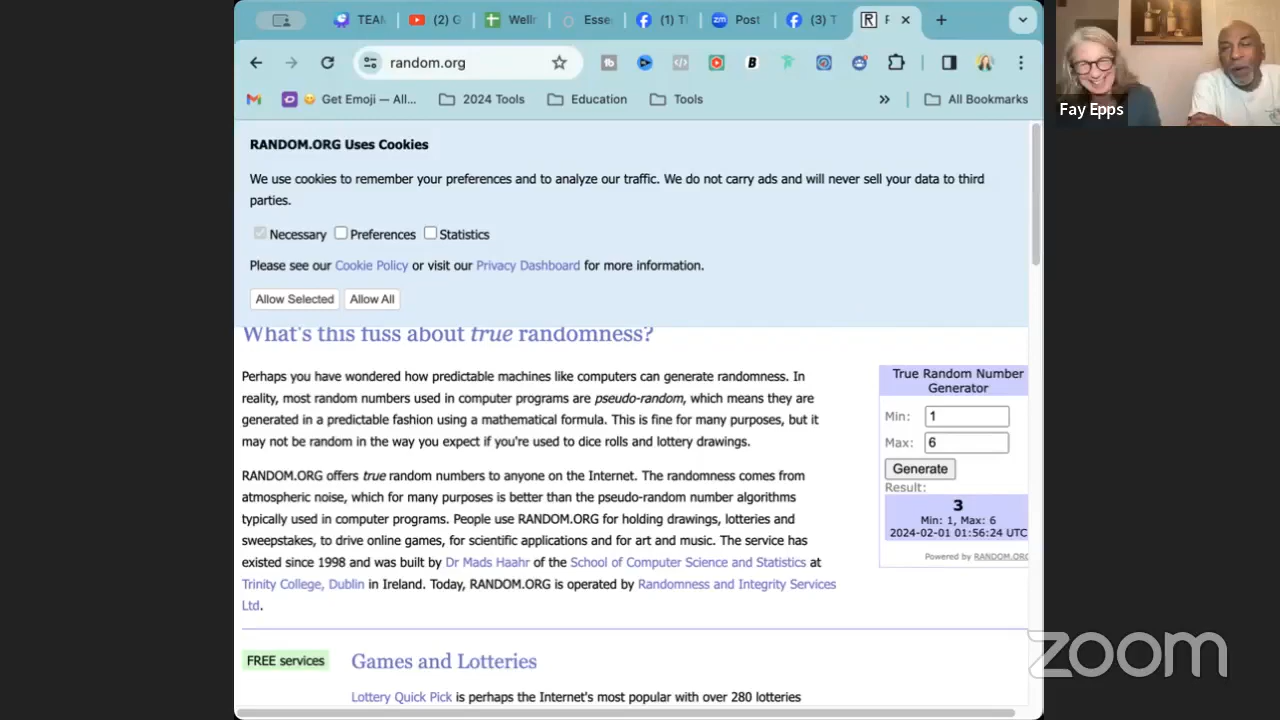 TEAM
(2) G
Welln
Esse
(1) T
Post
(3) T
R
random.org
Get Emoji — All...
2024 Tools
Education
Tools
»
All Bookmarks
Fay Epps
RANDOM.ORG Uses Cookies
We use cookies to remember your preferences and to analyze our traffic. We do not carry ads and will never sell your data to third
parties.
Necessary Preferences Statistics
Please see our Cookie Policy or visit our Privacy Dashboard for more information.
Allow Selected Allow All
What's this fuss about true randomness?
Perhaps you have wondered how predictable machines like computers can generate randomness. In
reality, most random numbers used in computer programs are pseudo-random, which means they are
generated in a predictable fashion using a mathematical formula. This is fine for many purposes, but it
may not be random in the way you expect if you're used to dice rolls and lottery drawings.
RANDOM.ORG offers true random numbers to anyone on the Internet. The randomness comes from
atmospheric noise, which for many purposes is better than the pseudo-random number algorithms
typically used in computer programs. People use RANDOM.ORG for holding drawings, lotteries and
sweepstakes, to drive online games, for scientific applications and for art and music. The service has
existed since 1998 and was built by Dr Mads Haahr of the School of Computer Science and Statistics at
Trinity College, Dublin in Ireland. Today, RANDOM.ORG is operated by Randomness and Integrity Services
Ltd.
True Random Number
Generator
Min: 1
Max: 6
Generate
Result:
3
Min: 1, Max: 6
2024-02-01 01:56:24 UTC
Powered by RANDOM.ORG
FREE services
Games and Lotteries
Lottery Quick Pick is perhaps the Internet's most popular with over 280 lotteries
zoom